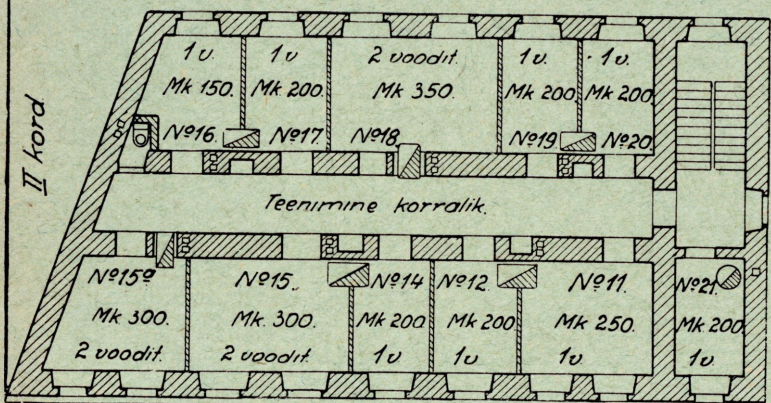 II kord
1 v.
Mk 150.
Nº16.
1 v
Mk 200.
Nº17.
2 voodit.
Mk 350.
Nº18.
1 v.
Mk 200.
Nº19.
1 v.
Mk 200.
Nº20.
Teenimine korralik.
Nº15a
Mk 300.
2 voodit.
Nº15.
Mk. 300.
2 voodit.
Nº14
Mk 200
1 v
Nº12.
Mk 200
1 v.
Nº11.
Mk 250.
1 v.
Nº21.
Mk 200
1 v.